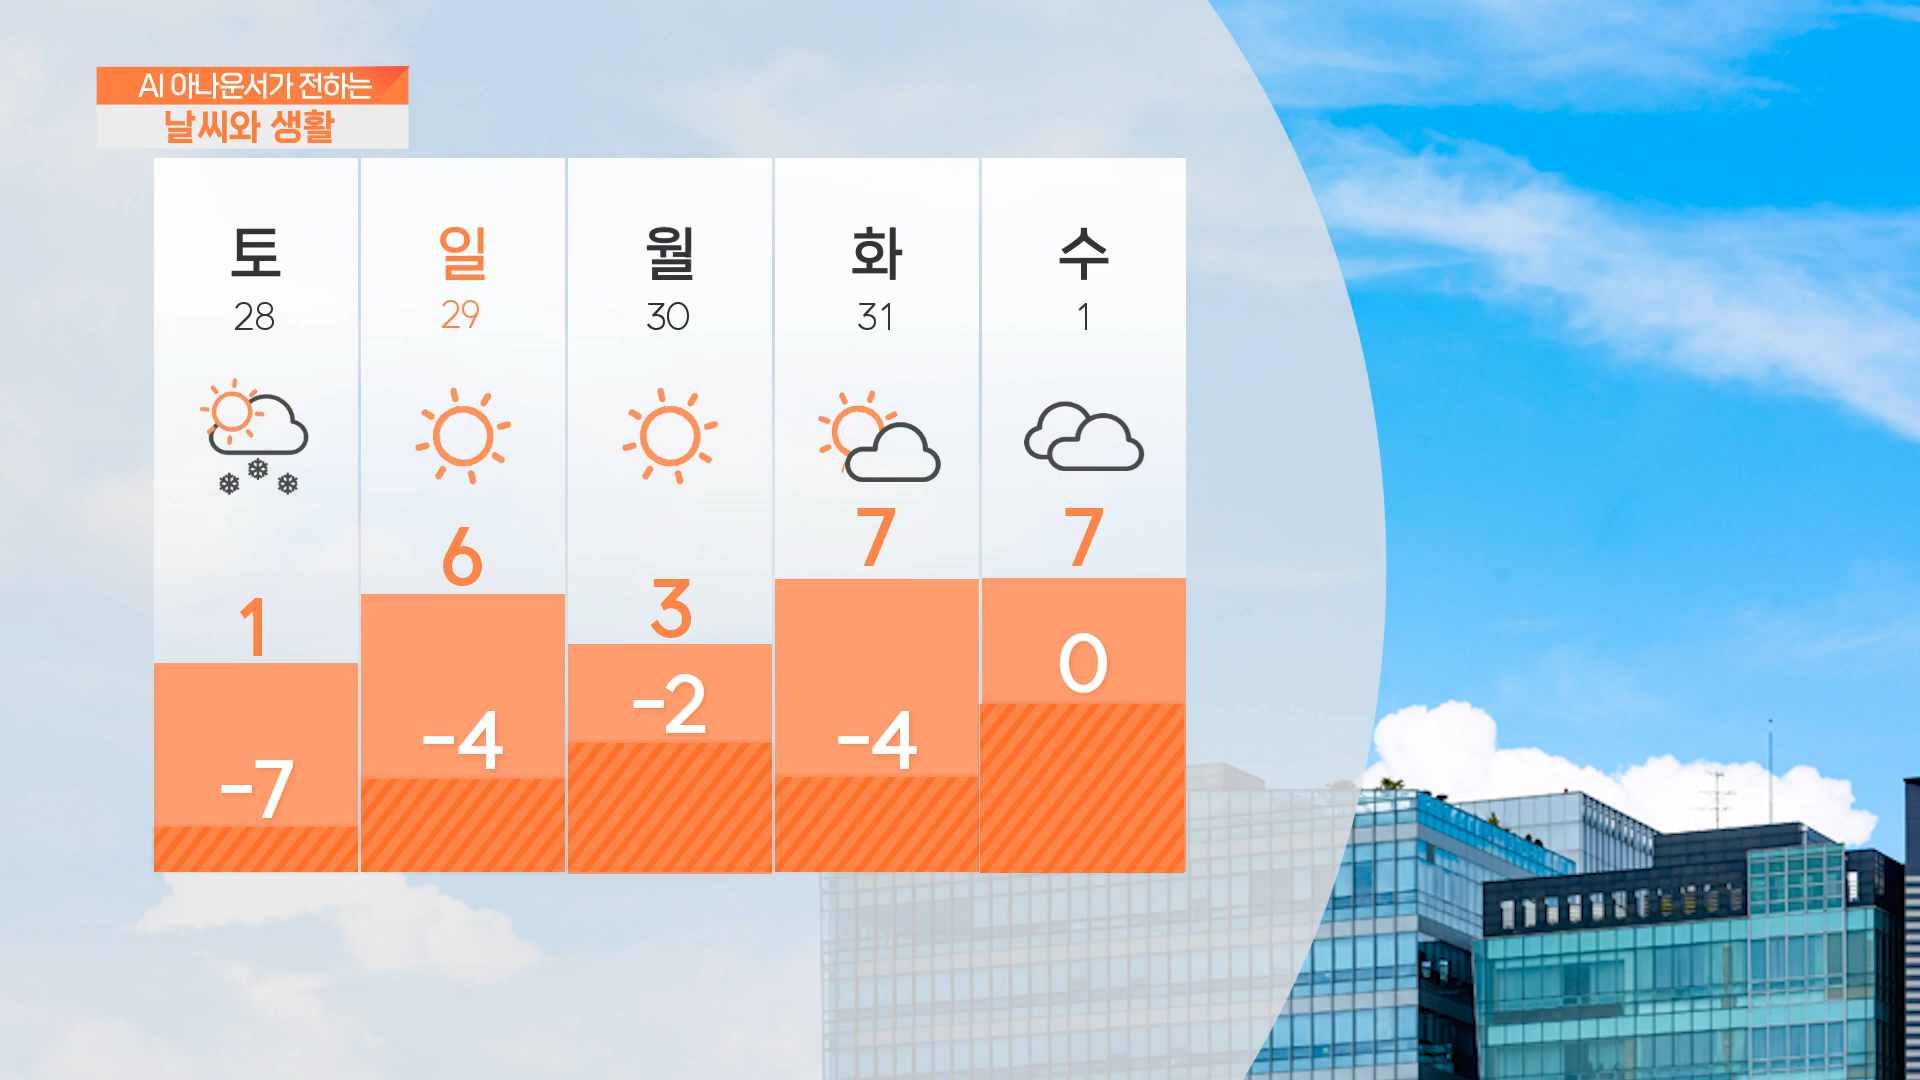 AI 아나운서가 전하는
날씨와 생활
토 일 월 화 수
28 29 30 31 1
1 6 3 7 7
-7 -4 -2 -4 0